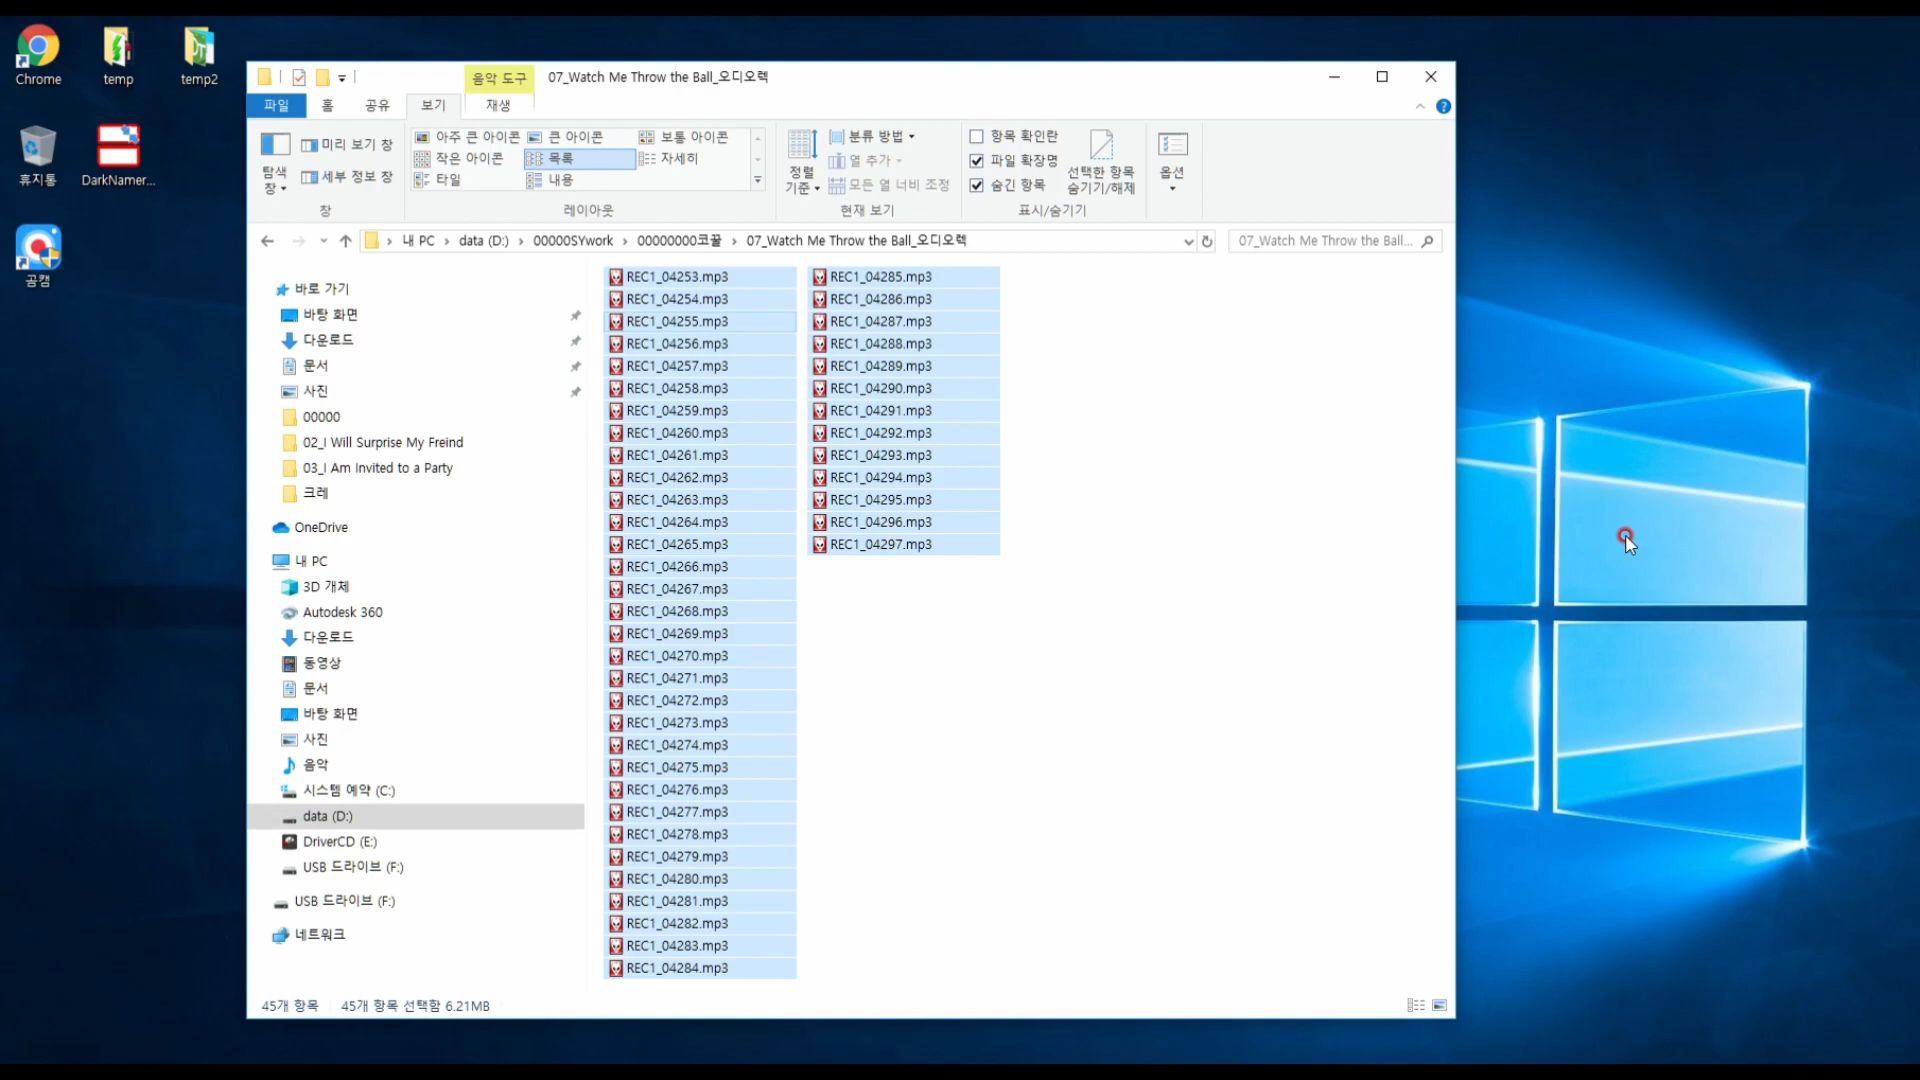 Chrome
temp
temp2
휴지통
DarkNamer...
곰캠
음악 도구
07_Watch Me Throw the Ball_오디오렉
파일
홈
공유
보기
재생
탐색
창
미리 보기 창
세부 정보 창
창
아주 큰 아이콘
큰 아이콘
보통 아이콘
작은 아이콘
목록
자세히
타일
내용
레이아웃
정렬
기준
분류 방법
열 추가
모든 열 너비 조정
현재 보기
항목 확인란
파일 확장명
숨긴 항목
선택한 항목
숨기기/해제
표시/숨기기
옵션
내 PC
data (D:)
00000SYwork
00000000코꿀
07_Watch Me Throw the Ball_오디오렉
07_Watch Me Throw the Ball...
바로 가기
바탕 화면
다운로드
문서
사진
00000
02_I Will Surprise My Freind
03_I Am Invited to a Party
크레
OneDrive
내 PC
3D 개체
Autodesk 360
다운로드
동영상
문서
바탕 화면
사진
음악
시스템 예약 (C:)
data (D:)
DriverCD (E:)
USB 드라이브 (F:)
USB 드라이브 (F:)
네트워크
REC1_04253.mp3
REC1_04254.mp3
REC1_04255.mp3
REC1_04256.mp3
REC1_04257.mp3
REC1_04258.mp3
REC1_04259.mp3
REC1_04260.mp3
REC1_04261.mp3
REC1_04262.mp3
REC1_04263.mp3
REC1_04264.mp3
REC1_04265.mp3
REC1_04266.mp3
REC1_04267.mp3
REC1_04268.mp3
REC1_04269.mp3
REC1_04270.mp3
REC1_04271.mp3
REC1_04272.mp3
REC1_04273.mp3
REC1_04274.mp3
REC1_04275.mp3
REC1_04276.mp3
REC1_04277.mp3
REC1_04278.mp3
REC1_04279.mp3
REC1_04280.mp3
REC1_04281.mp3
REC1_04282.mp3
REC1_04283.mp3
REC1_04284.mp3
REC1_04285.mp3
REC1_04286.mp3
REC1_04287.mp3
REC1_04288.mp3
REC1_04289.mp3
REC1_04290.mp3
REC1_04291.mp3
REC1_04292.mp3
REC1_04293.mp3
REC1_04294.mp3
REC1_04295.mp3
REC1_04296.mp3
REC1_04297.mp3
45개 항목
45개 항목 선택함 6.21MB